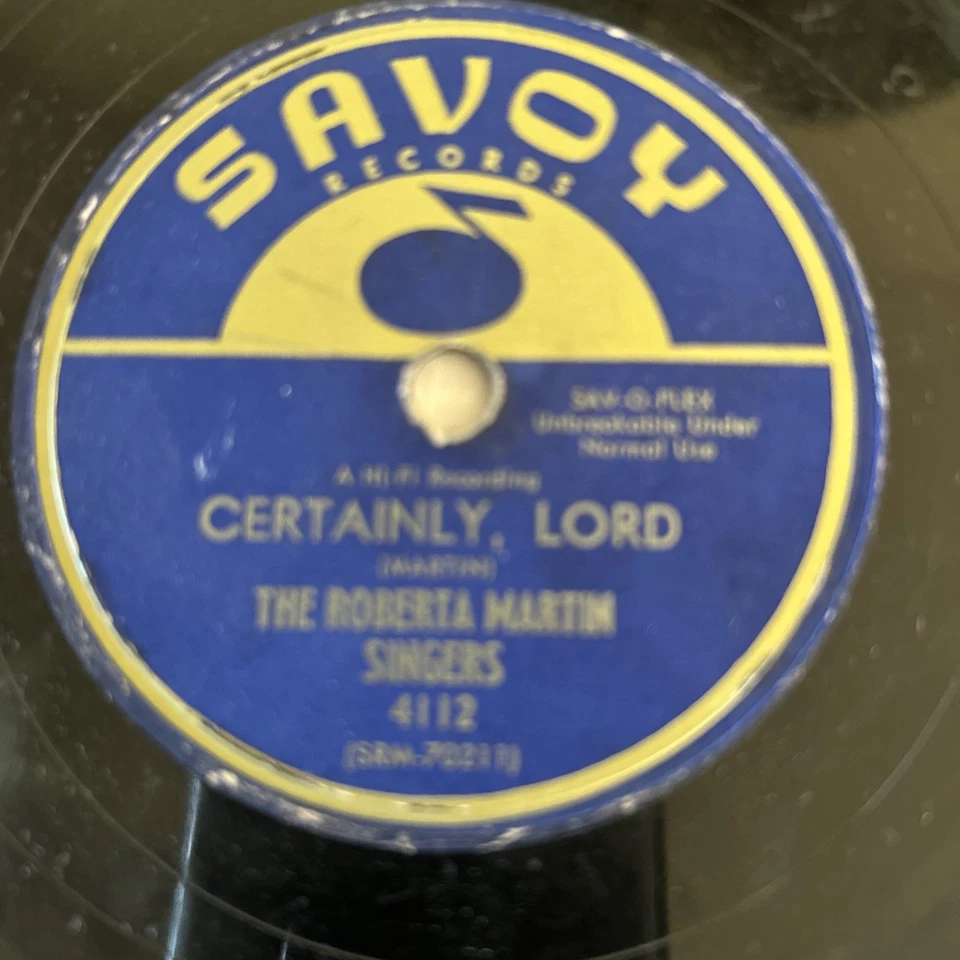 SAVOY
RECORDS
SAV-O-FLEX
Unbreakable Under
Normal Use
A Hi Fi Recording
CERTAINLY, LORD
(MARTIN)
THE ROBERTA MARTIN
SINGERS
4112
(SRM-70211)